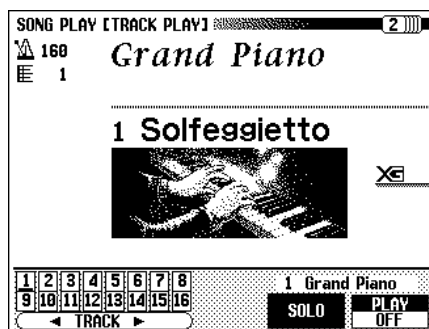 SONG PLAY [TRACK PLAY] 2
160
1
Grand Piano
1 Solfeggietto
XG
1 2 3 4 5 6 7 8
9 10 11 12 13 14 15 16
◄ TRACK ►
1 Grand Piano
SOLO
PLAY
OFF